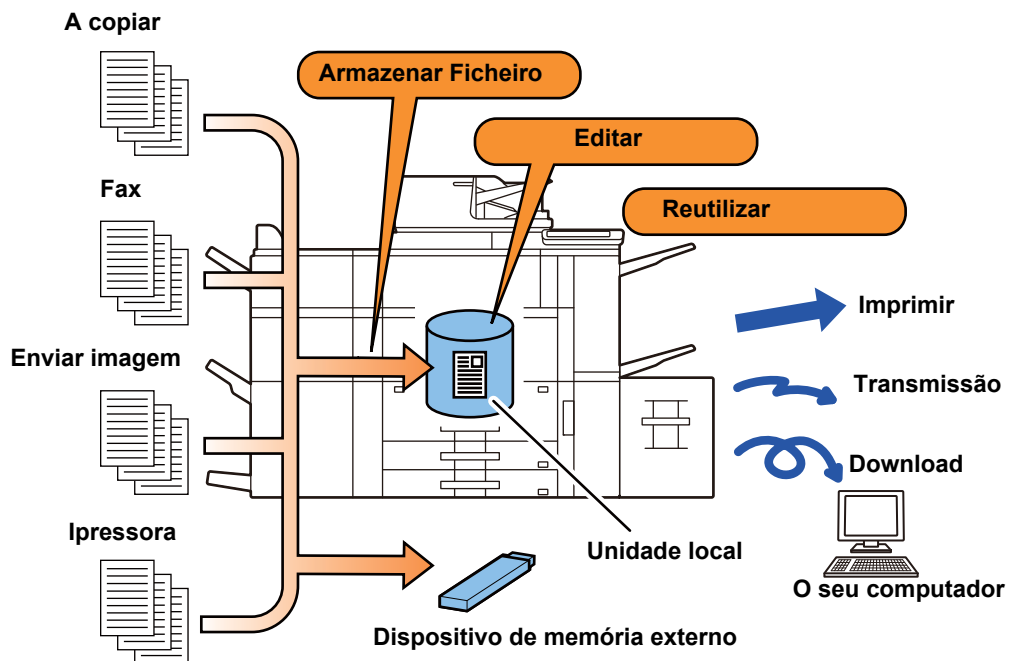 A copiar
Armazenar Ficheiro
Editar
Fax
Reutilizar
Imprimir
Enviar imagem
Transmissão
Download
Ipressora
Unidade local
O seu computador
Dispositivo de memória externo